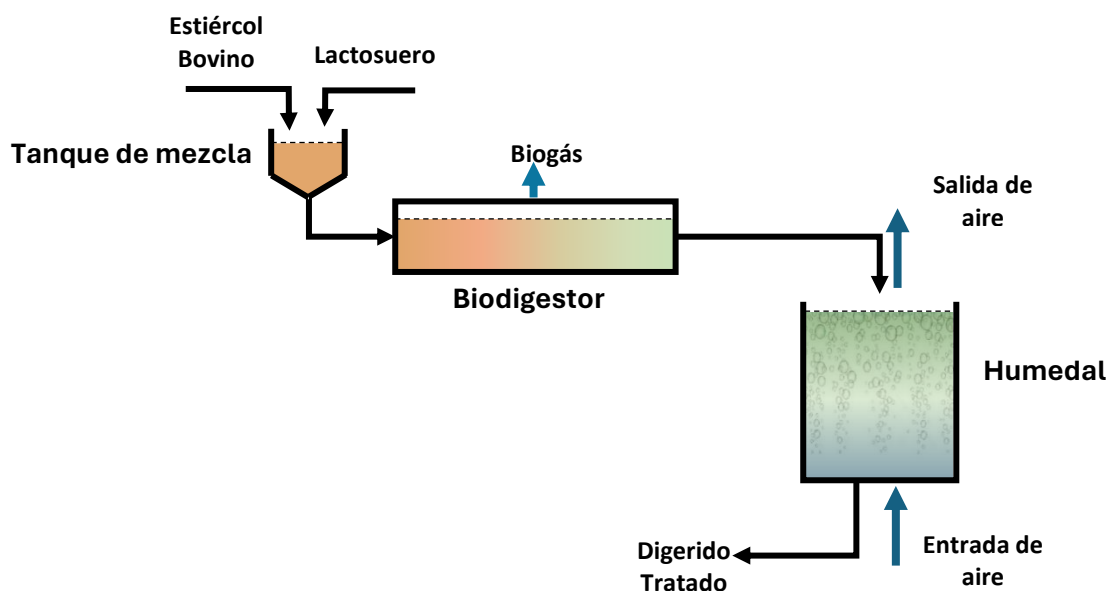 Estiércol
Bovino
Lactosuero
Tanque de mezcla
Biogás
Salida de
aire
Biodigestor
Humedal
Digerido
Tratado
Entrada de
aire